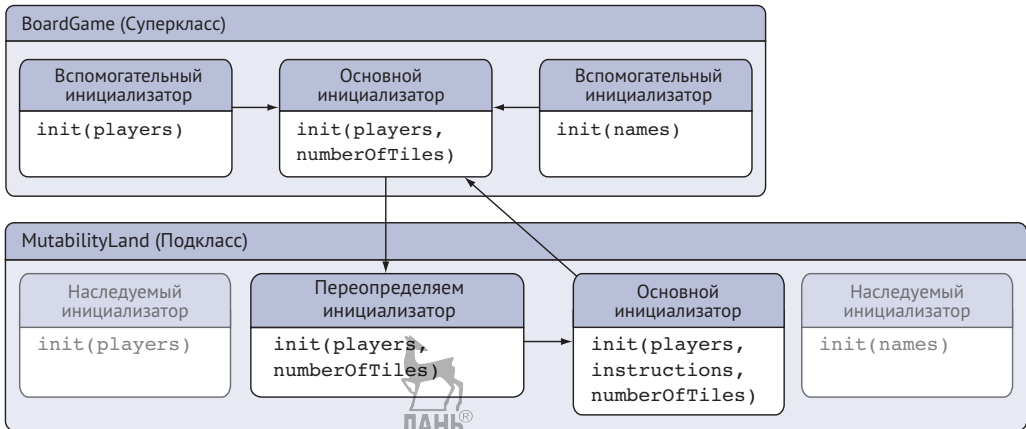 BoardGame (Суперкласс)
Вспомогательный
инициализатор
init(players)
Основной
инициализатор
init(players,
numberOfTiles)
Вспомогательный
инициализатор
init(names)
MutabilityLand (Подкласс)
Наследуемый
инициализатор
init(players)
Переопределяем
инициализатор
init(players,
numberOfTiles)
Основной
инициализатор
init(players,
instructions,
numberOfTiles)
Наследуемый
инициализатор
init(names)
ЛАНЬ®